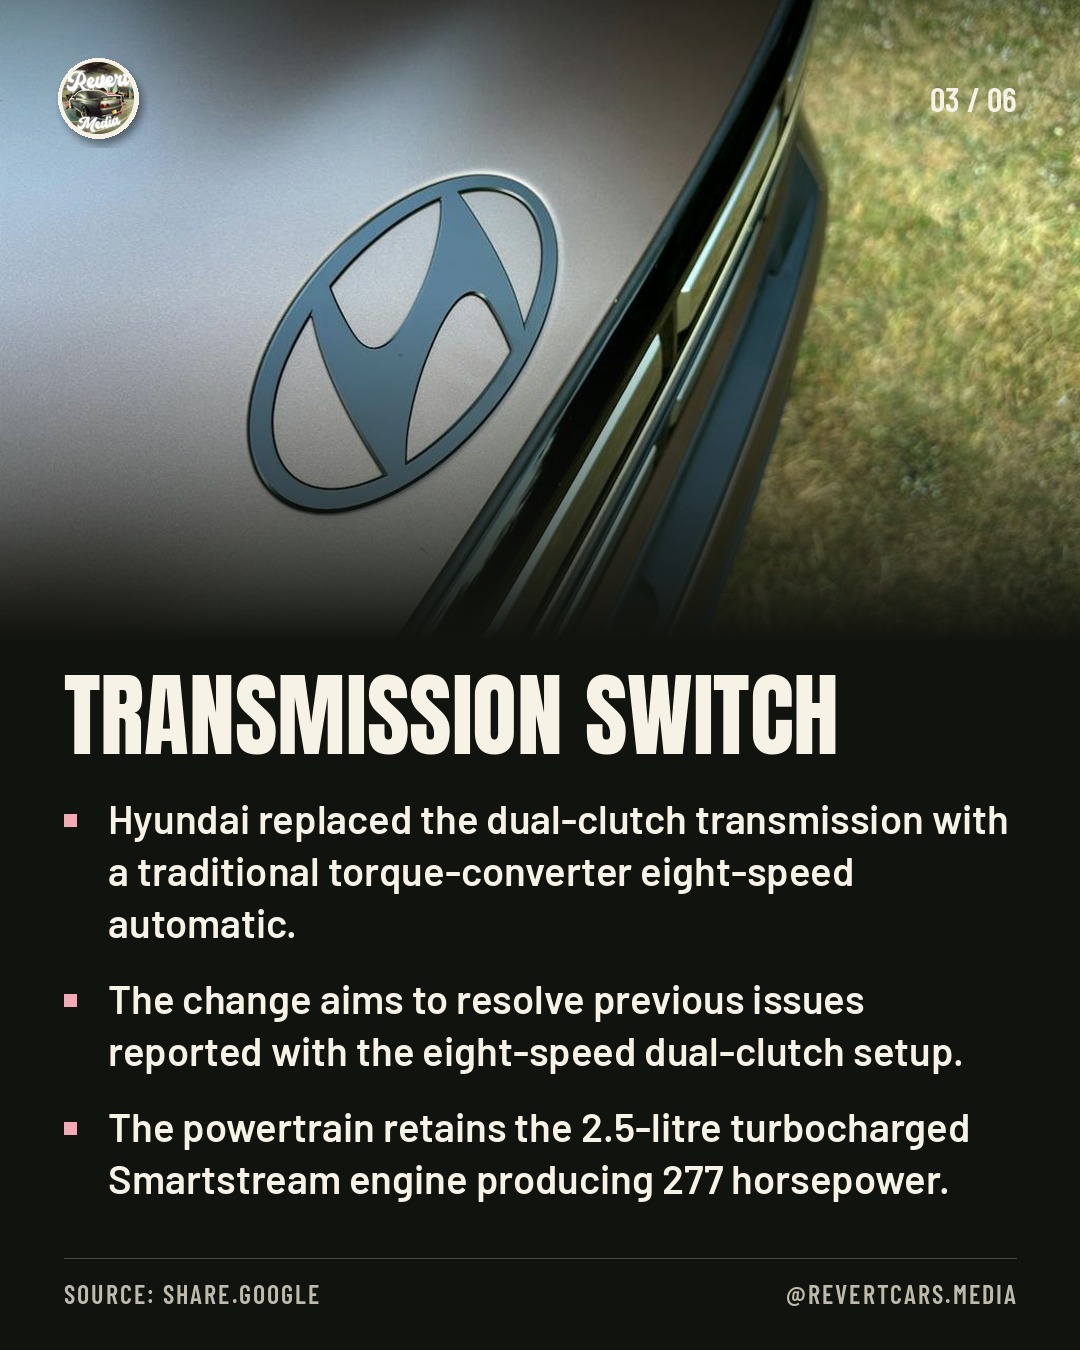 Revert
Media
03 / 06
TRANSMISSION SWITCH
Hyundai replaced the dual-clutch transmission with
a traditional torque-converter eight-speed
automatic.
The change aims to resolve previous issues
reported with the eight-speed dual-clutch setup.
The powertrain retains the 2.5-litre turbocharged
Smartstream engine producing 277 horsepower.
SOURCE: SHARE.GOOGLE
@REVERTCARS.MEDIA